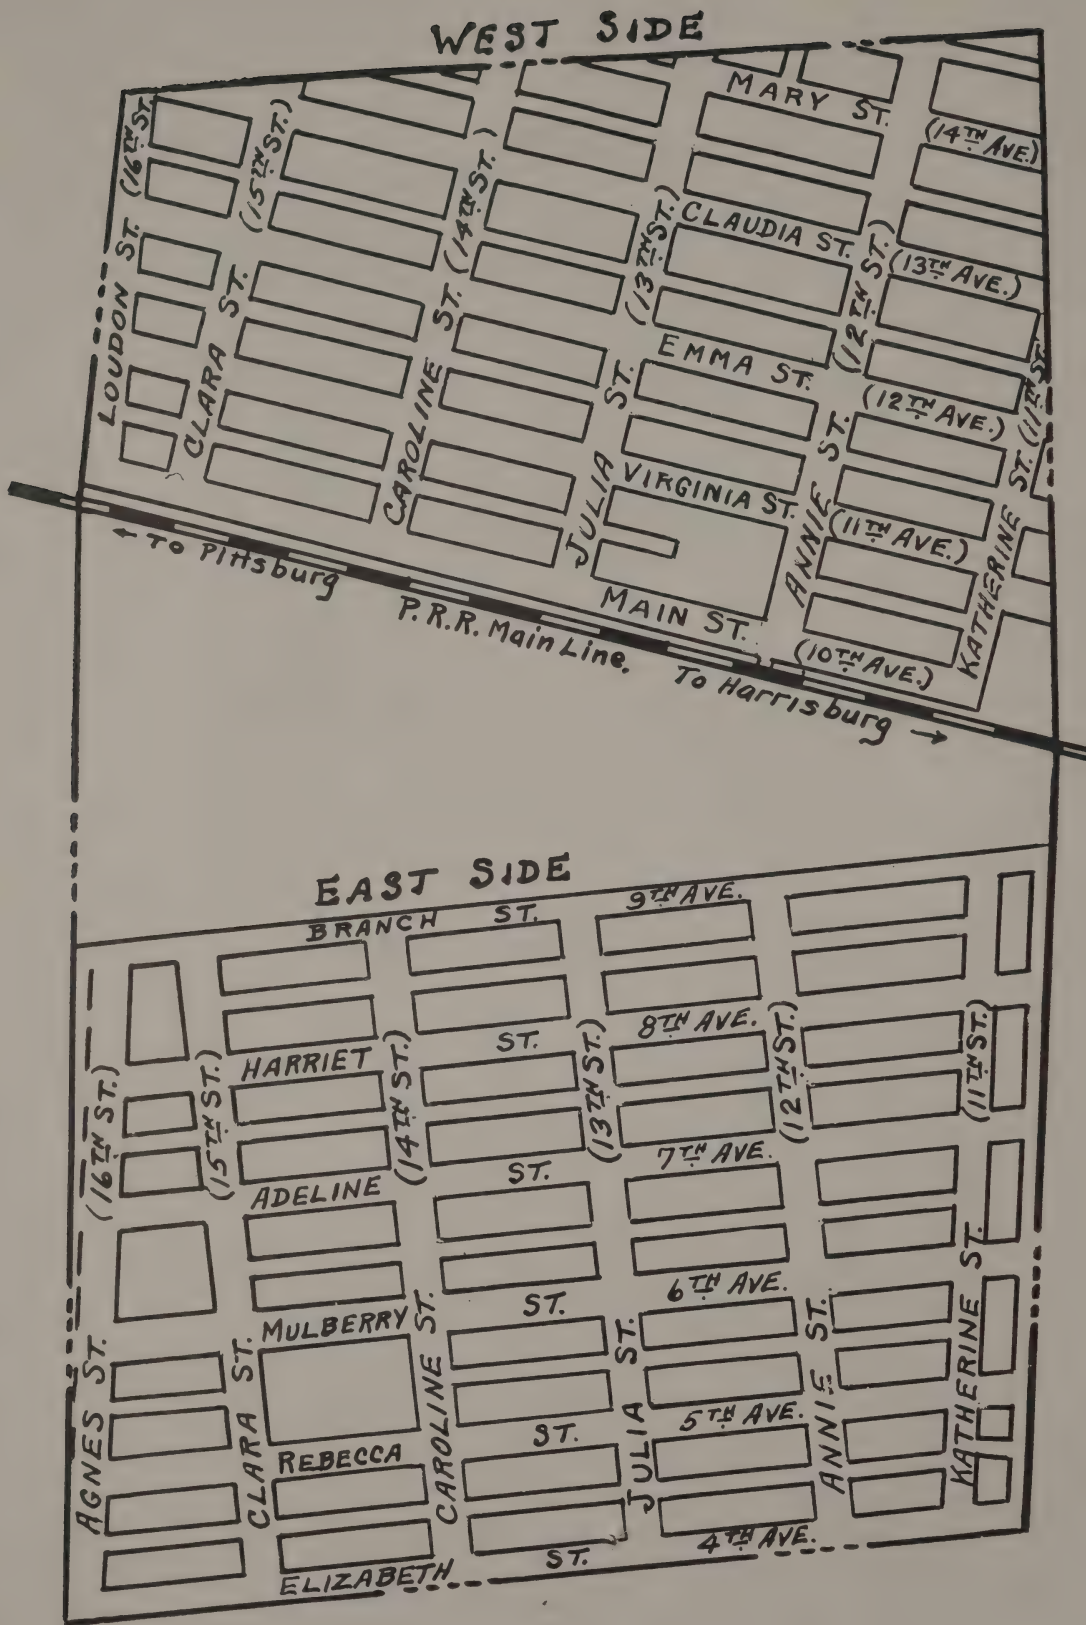 WEST SIDE
MARY ST.
(14TH AVE.)
(16TH ST.)
(15TH ST.)
(14TH ST.)
(13TH ST.)
CLAUDIA ST.
(12TH ST.)
(13TH AVE.)
LOUDON ST.
CLARA ST.
CAROLINE ST.
EMMA ST.
(11TH ST.)
(12TH AVE.)
JULIA ST.
VIRGINIA ST.
ANNIE ST.
(11TH AVE.)
KATHERINE ST.
← TO PIttsburg
P.R.R. Main Line.
MAIN ST.
(10TH AVE.)
To Harrisburg →
EAST SIDE
BRANCH ST. 9TH AVE.
HARRIET ST. 8TH AVE.
(16TH ST.)
(15TH ST.)
(14TH ST.)
(13TH ST.)
(12TH ST.)
(11TH ST.)
ADELINE ST. 7TH AVE.
MULBERRY ST. 6TH AVE.
AGNES ST.
CLARA ST.
CAROLINE ST.
JULIA ST.
ANNIE ST.
KATHERINE ST.
REBECCA ST. 5TH AVE.
ELIZABETH ST. 4TH AVE.